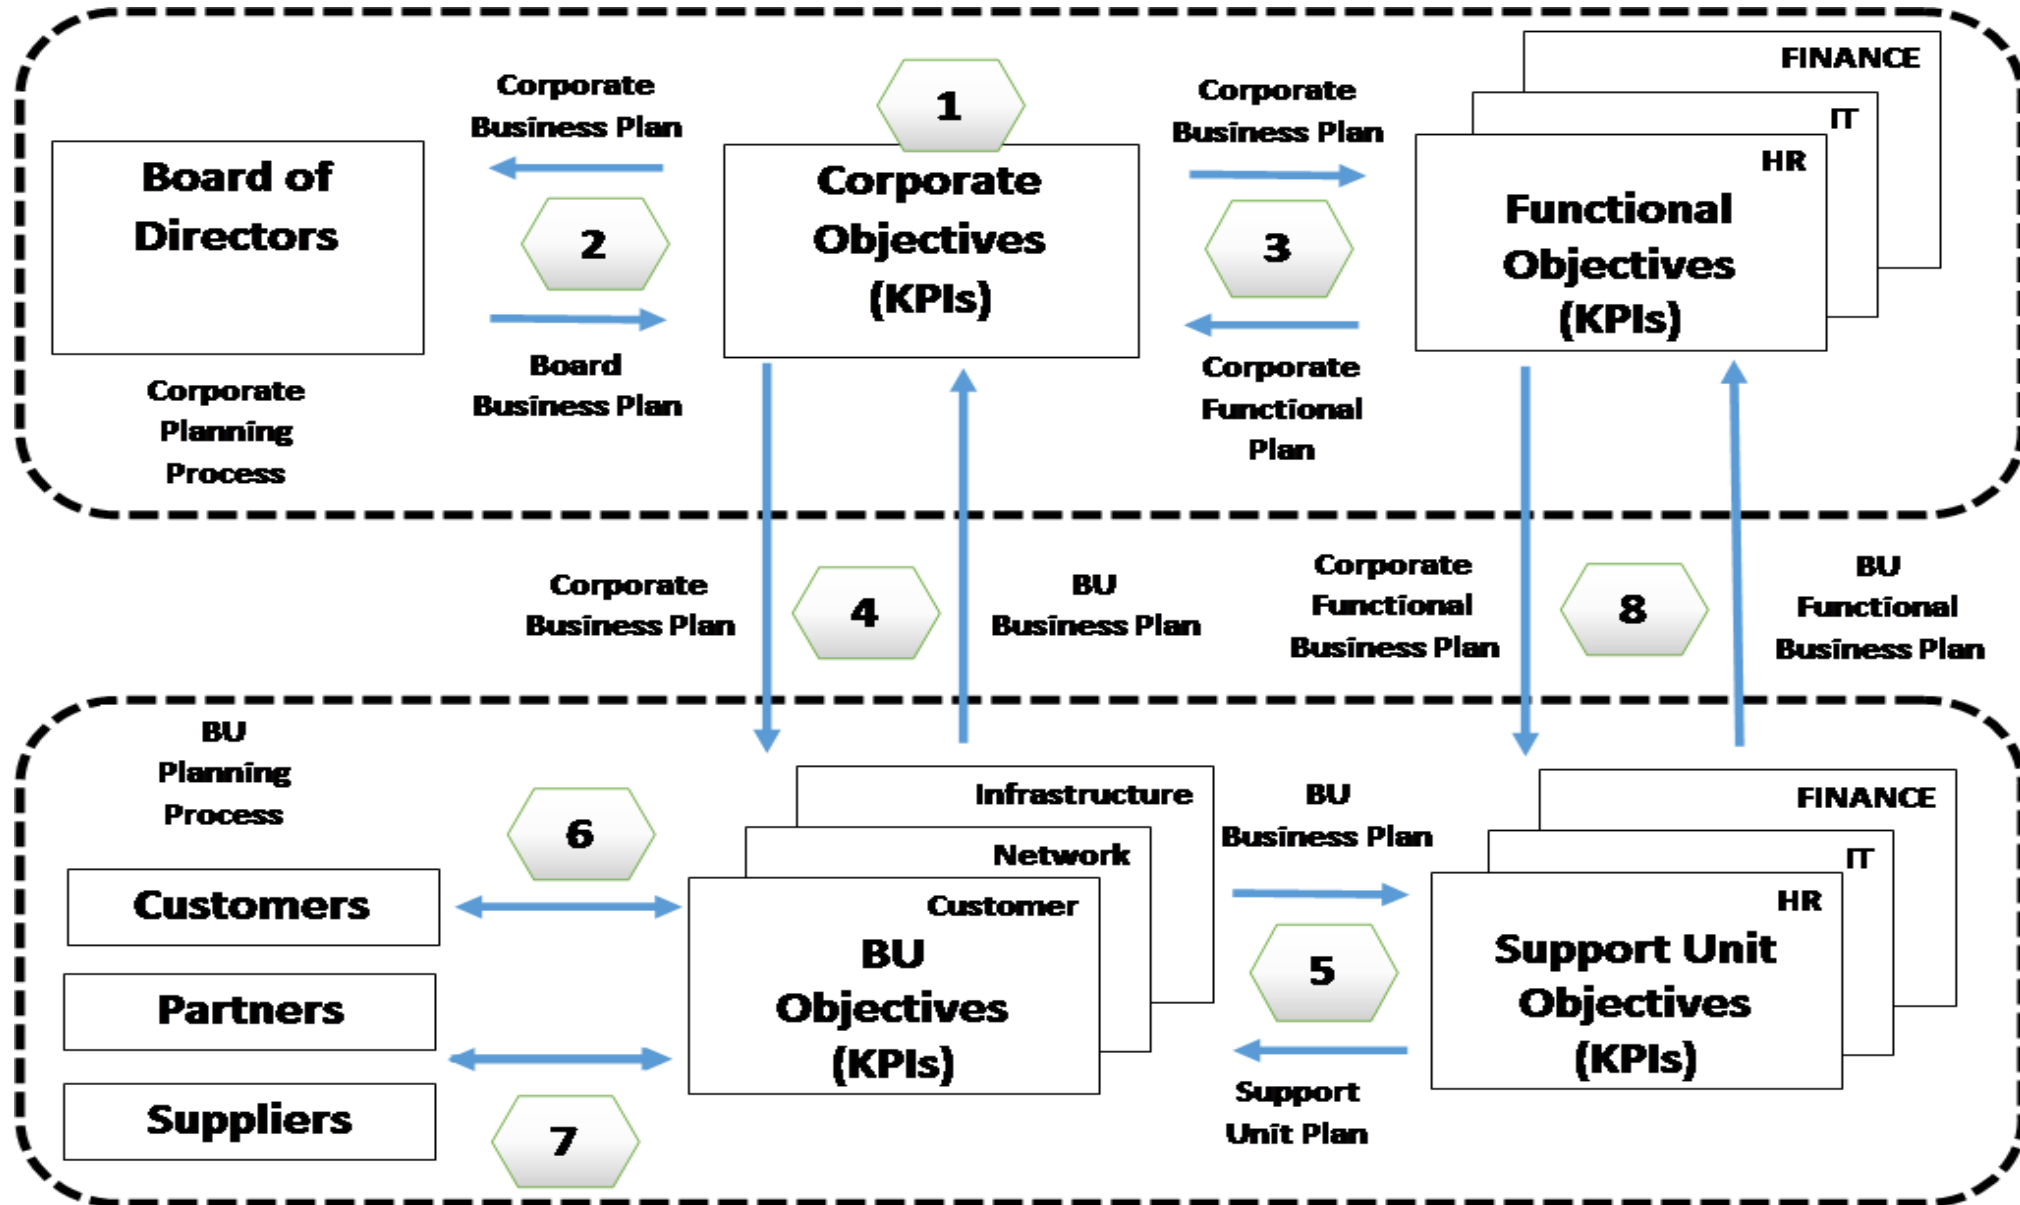 FINANCE
IT
HR
Corporate
Business Plan
1
Corporate
Business Plan
Board of
Directors
2
Corporate
Objectives
(KPIs)
3
Functional
Objectives
(KPIs)
Board
Business Plan
Corporate
Functional
Plan
Corporate
Planning
Process
Corporate
Business Plan
4
BU
Business Plan
Corporate
Functional
Business Plan
8
BU
Functional
Business Plan
BU
Planning
Process
6
Infrastructure
Network
Customer
BU
Objectives
(KPIs)
BU
Business Plan
FINANCE
IT
HR
Support Unit
Objectives
(KPIs)
Customers
Partners
Suppliers
5
Support
Unit Plan
7